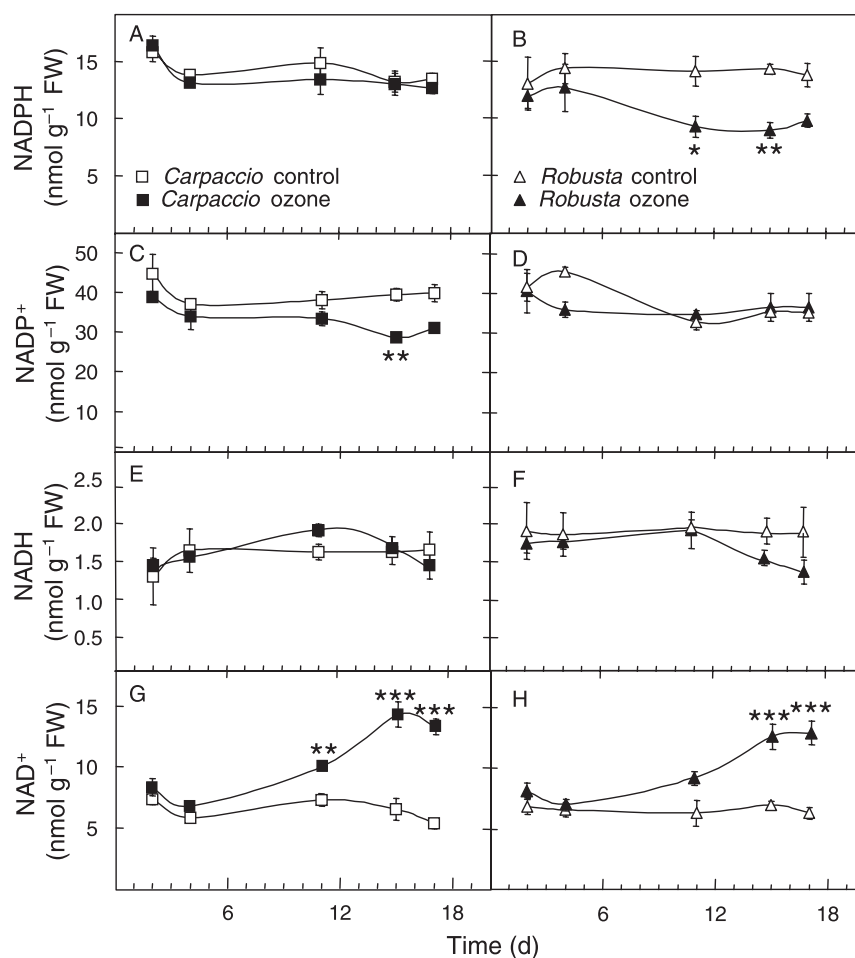 A
B
NADPH
(nmol g⁻¹ FW)
15
10
5
*
**
Carpaccio control
Carpaccio ozone
Robusta control
Robusta ozone
C
D
NADP⁺
(nmol g⁻¹ FW)
50
40
30
20
10
**
E
F
NADH
(nmol g⁻¹ FW)
2.5
2.0
1.5
1.0
0.5
G
H
NAD⁺
(nmol g⁻¹ FW)
15
10
5
**
***
***
***
***
6
12
18
6
12
18
Time (d)